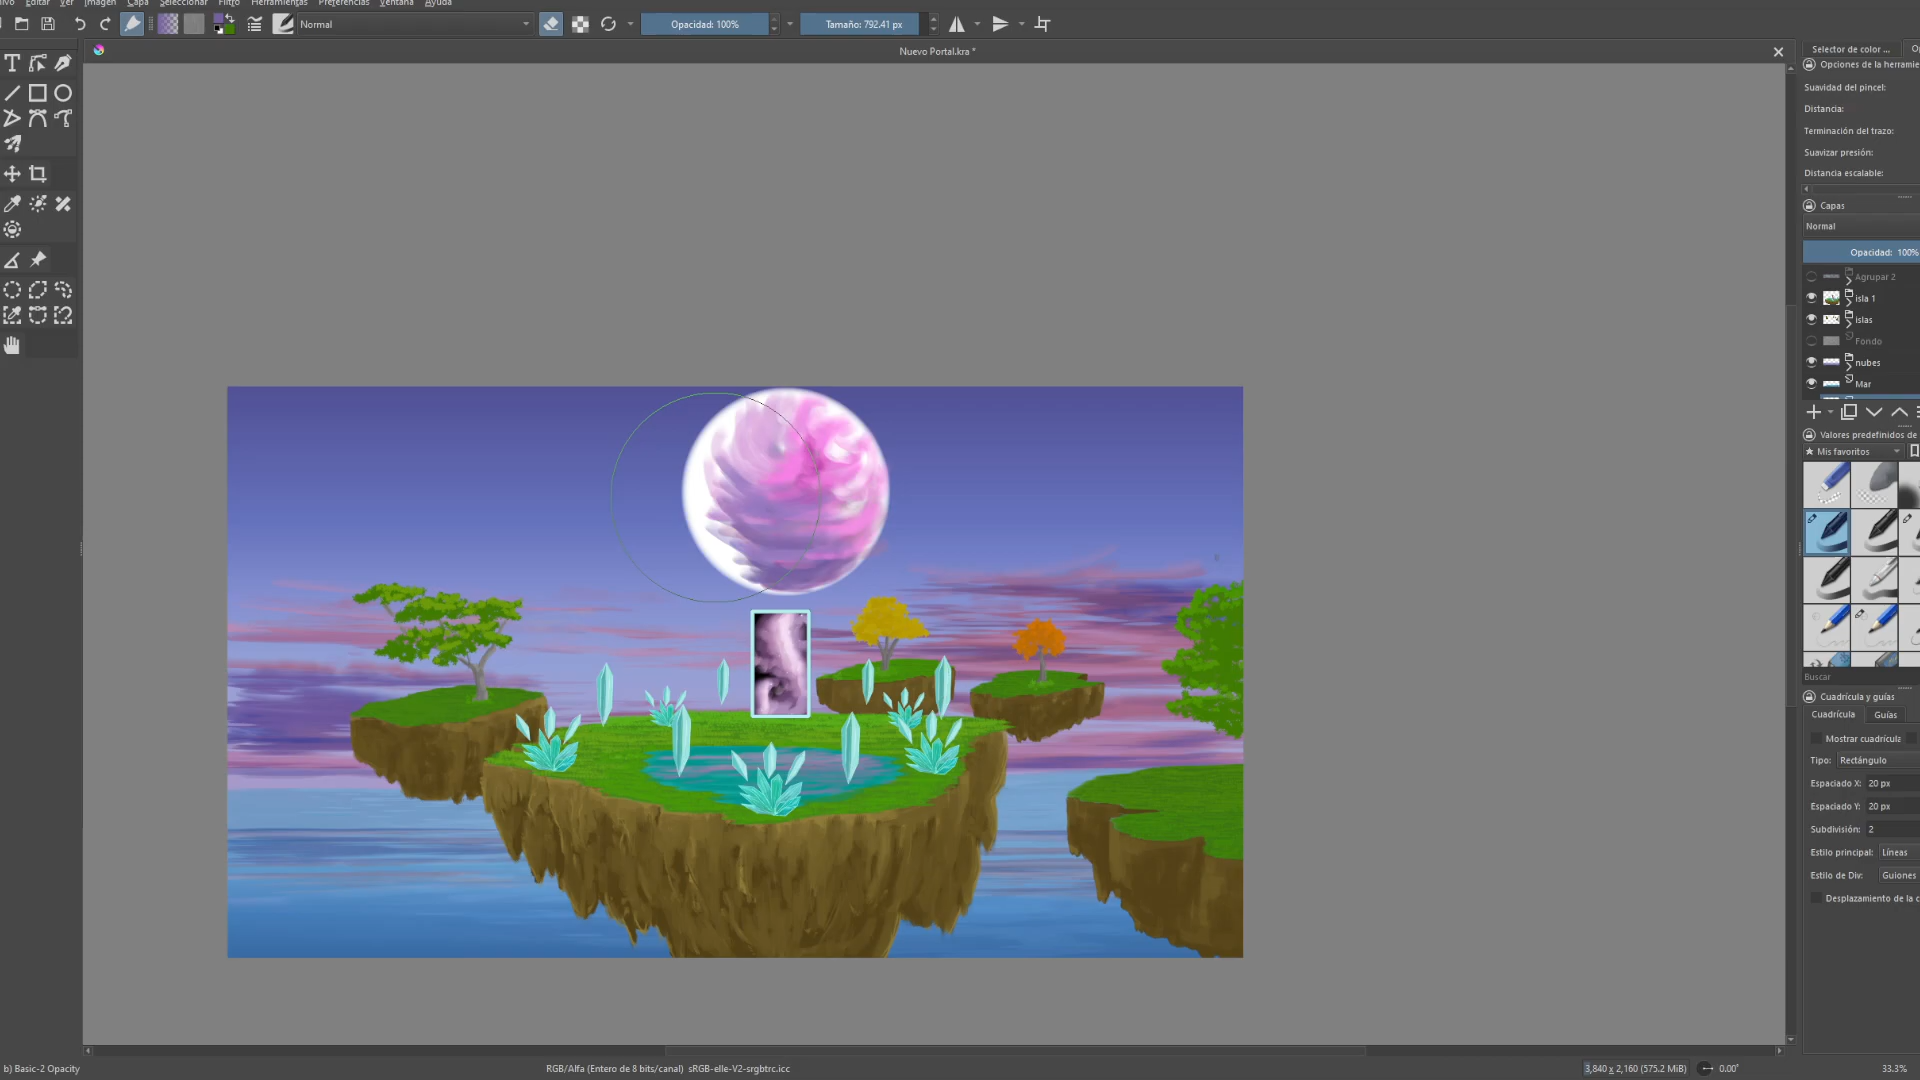 Editar Ver Imagen Capa Seleccionar Filtro Herramientas Preferencias Ventana Ayuda
Normal
Opacidad: 100%
Tamaño: 792.41 px
Nuevo Portal.kra *
Selector de color ...
Opciones de la herramie
Suavidad del pincel:
Distancia:
Terminación del trazo:
Suavizar presión:
Distancia escalable:
Capas
Normal
Opacidad: 100%
Agrupar 2
isla 1
islas
Fondo
nubes
Mar
Valores predefinidos de
Mis favoritos
Buscar
Cuadrícula y guías
Cuadrícula Guías
Mostrar cuadrícula
Tipo: Rectángulo
Espaciado X: 20 px
Espaciado Y: 20 px
Subdivisión: 2
Estilo principal: Líneas
Estilo de Div: Guiones
Desplazamiento de la c
b) Basic-2 Opacity
RGB/Alfa (Entero de 8 bits/canal) sRGB-elle-V2-srgbtrc.icc
3,840 x 2,160 (575.2 MiB)
0.00°
33.3%